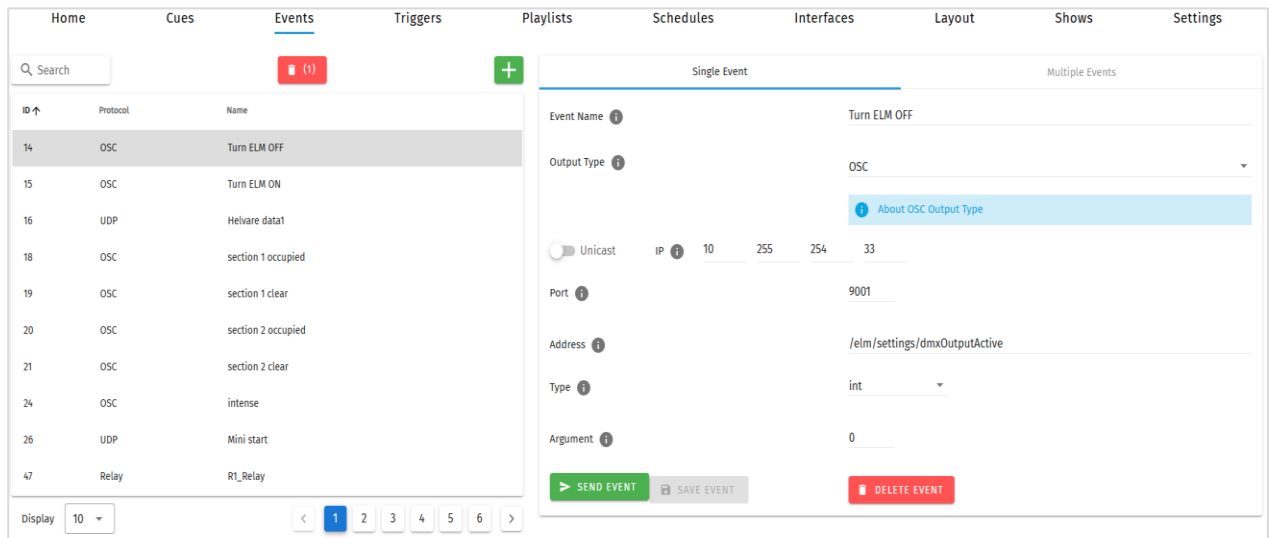 Home Cues Events Triggers Playlists Schedules Interfaces Layout Shows Settings
Search (1) +
Single Event Multiple Events
ID Protocol Name
14 OSC Turn ELM OFF
15 OSC Turn ELM ON
16 UDP Helvare data1
18 OSC section 1 occupied
19 OSC section 1 clear
20 OSC section 2 occupied
21 OSC section 2 clear
24 OSC intense
26 UDP Mini start
47 Relay R1_Relay
Display 10 < 1 2 3 4 5 6 >
Event Name Turn ELM OFF
Output Type OSC
About OSC Output Type
Unicast IP 10 255 254 33
Port 9001
Address /elm/settings/dmxOutputActive
Type int
Argument 0
SEND EVENT SAVE EVENT DELETE EVENT